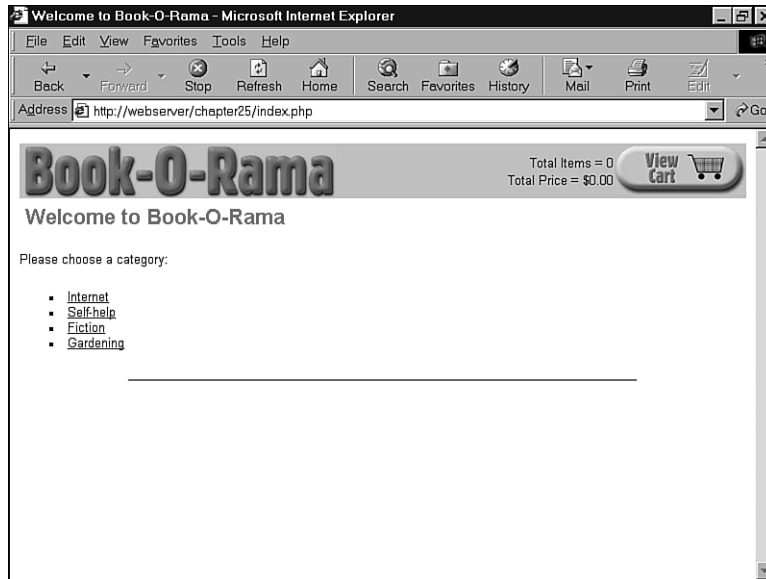 Welcome to Book-O-Rama - Microsoft Internet Explorer
File Edit View Favorites Tools Help
Back Forward Stop Refresh Home Search Favorites History Mail Print Edit
Address http://webserver/chapter25/index.php Go
Book-O-Rama
Total Items = 0
Total Price = $0.00
View
Cart
Welcome to Book-O-Rama
Please choose a category:
Internet
Self-help
Fiction
Gardening